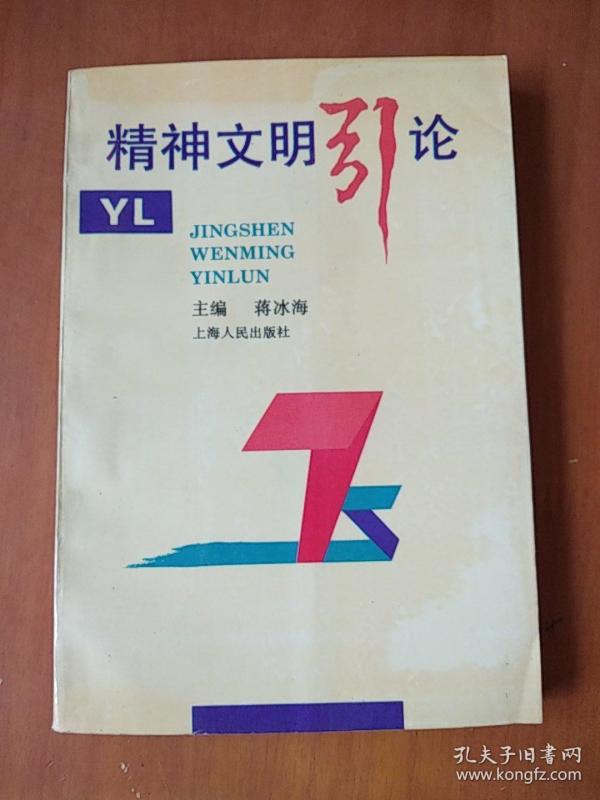 精神文明引论
YL
JINGSHEN
WENMING
YINLUN
主编 蒋冰海
上海人民出版社
孔夫子旧书网
www.kongfz.com